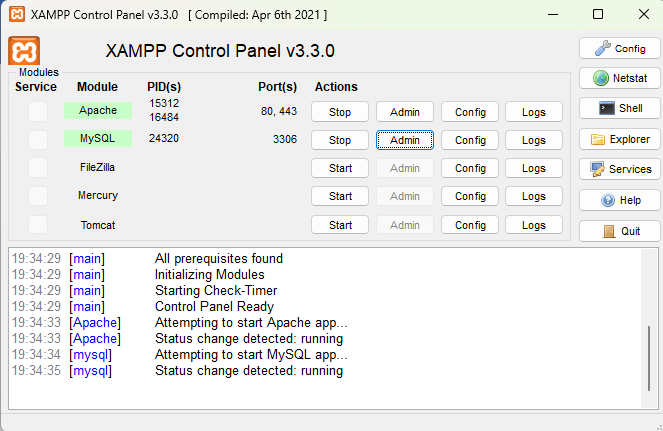 XAMPP Control Panel v3.3.0 [ Compiled: Apr 6th 2021 ]
XAMPP Control Panel v3.3.0
Config
Modules
Service Module PID(s) Port(s) Actions
Netstat
Apache 15312 16484 80, 443 Stop Admin Config Logs
Shell
MySQL 24320 3306 Stop Admin Config Logs
Explorer
FileZilla Start Admin Config Logs
Services
Mercury Start Admin Config Logs
Help
Tomcat Start Admin Config Logs
Quit
19:34:29 [main] All prerequisites found
19:34:29 [main] Initializing Modules
19:34:29 [main] Starting Check-Timer
19:34:29 [main] Control Panel Ready
19:34:33 [Apache] Attempting to start Apache app...
19:34:33 [Apache] Status change detected: running
19:34:34 [mysql] Attempting to start MySQL app...
19:34:35 [mysql] Status change detected: running